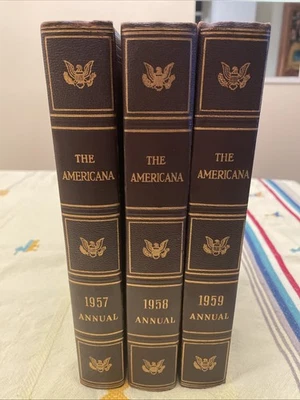 THE
AMERICANA
1957
ANNUAL
THE
AMERICANA
1958
ANNUAL
THE
AMERICANA
1959
ANNUAL